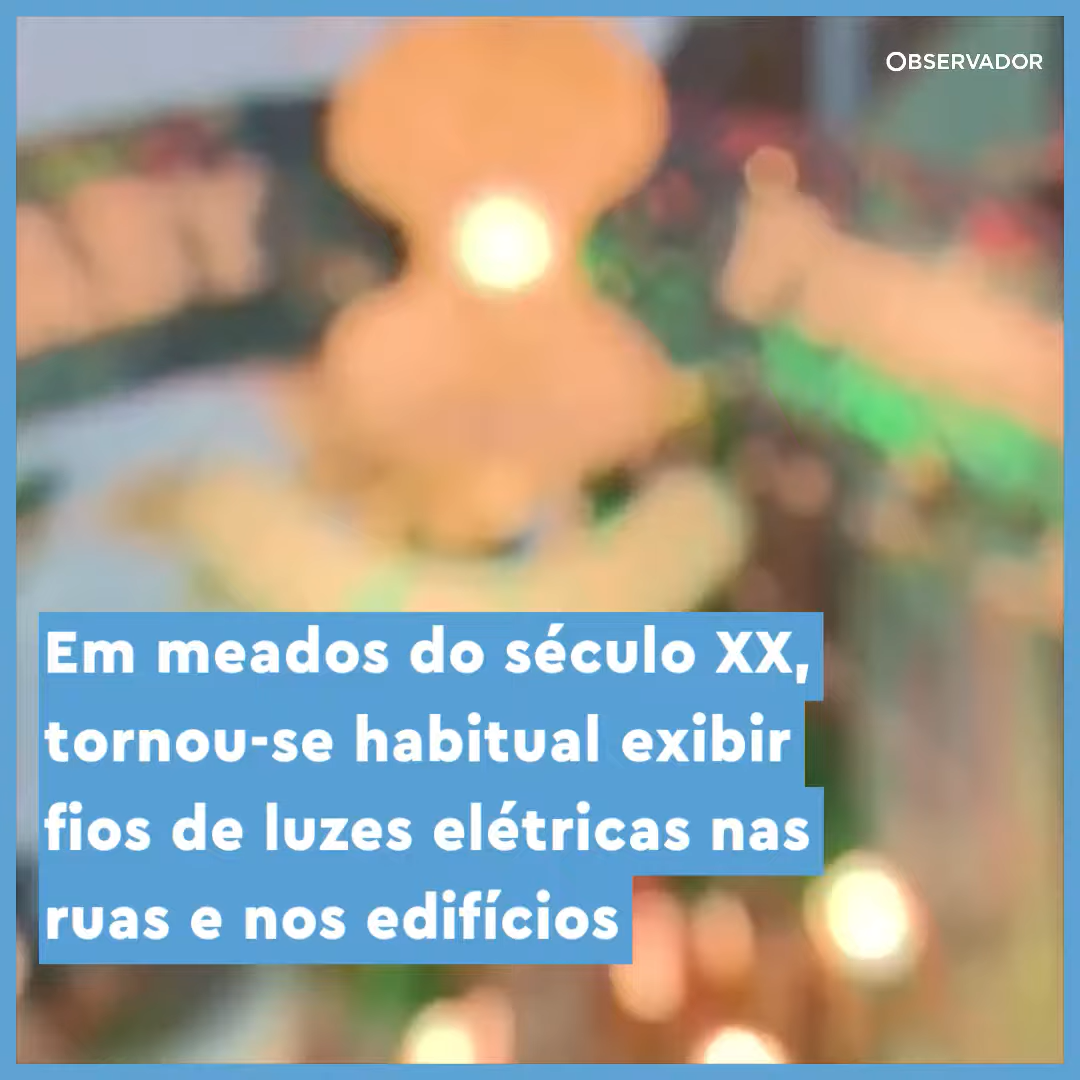 OBSERVADOR
Em meados do século XX,
tornou-se habitual exibir
fios de luzes elétricas nas
ruas e nos edifícios